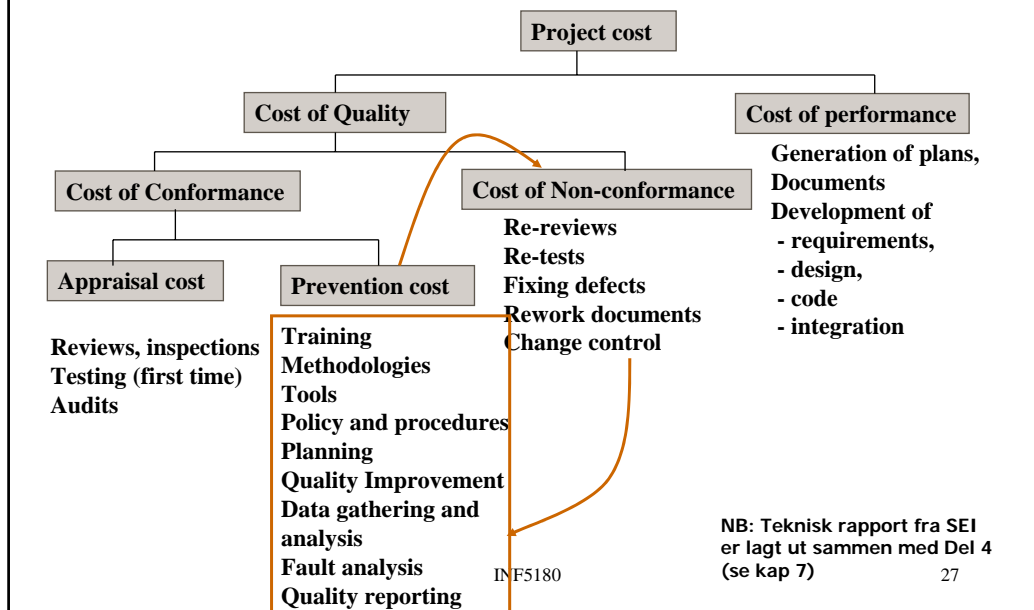 Project cost
Cost of Quality
Cost of performance
Generation of plans,
Documents
Development of
- requirements,
- design,
- code
- integration
Cost of Conformance
Cost of Non-conformance
Re-reviews
Re-tests
Fixing defects
Rework documents
Change control
Appraisal cost
Reviews, inspections
Testing (first time)
Audits
Prevention cost
Training
Methodologies
Tools
Policy and procedures
Planning
Quality Improvement
Data gathering and
analysis
Fault analysis
Quality reporting
NB: Teknisk rapport fra SEI
er lagt ut sammen med Del 4
(se kap 7)
INF5180
27